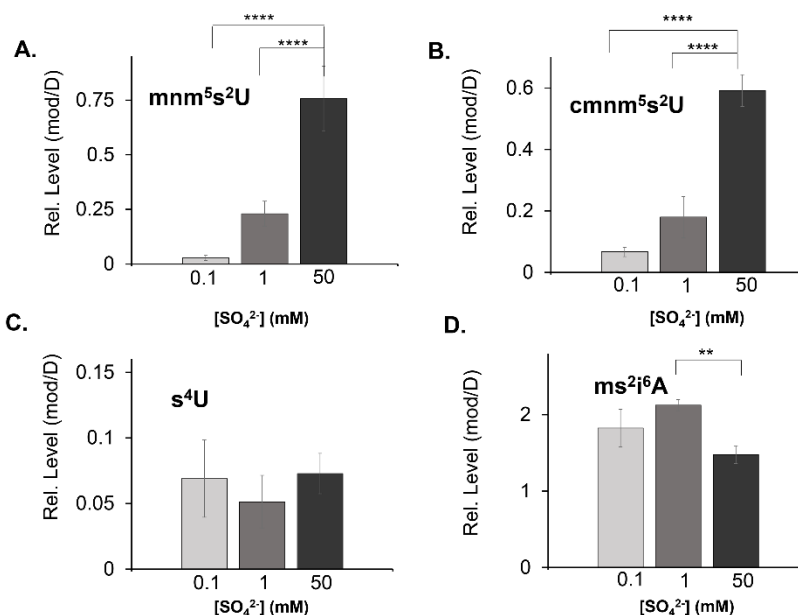 A.
****
****
mnm⁵s²U
Rel. Level (mod/D)
0.75
0.5
0.25
0
0.1 1 50
[SO₄²⁻] (mM)
B.
****
****
cmnm⁵s²U
Rel. Level (mod/D)
0.6
0.4
0.2
0
0.1 1 50
[SO₄²⁻] (mM)
C.
s⁴U
Rel. Level (mod/D)
0.15
0.1
0.05
0
0.1 1 50
[SO₄²⁻] (mM)
D.
**
ms²i⁶A
Rel. Level (mod/D)
2
1
0
0.1 1 50
[SO₄²⁻] (mM)